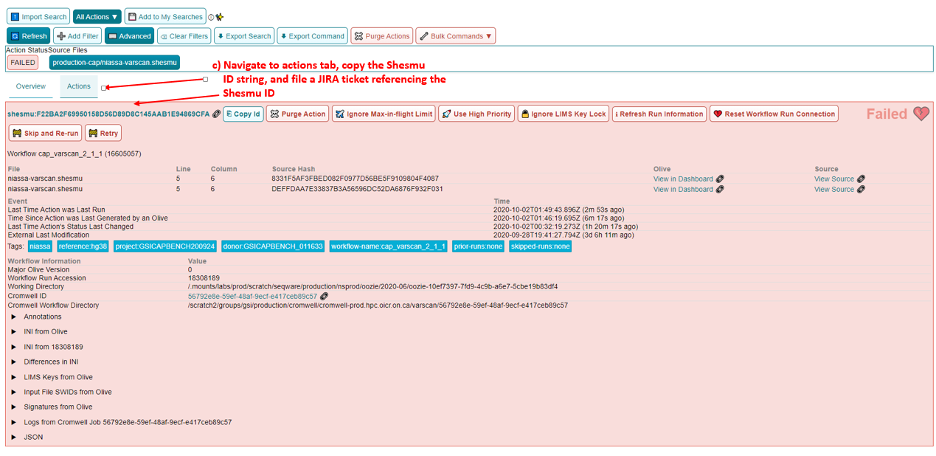 Import Search All Actions ▼ Add to My Searches
Refresh Add Filter Advanced Clear Filters Export Search Export Command Purge Actions Bulk Commands ▼
Action Status Source Files
FAILED production-cap/niassa-varscan.shesmu
c) Navigate to actions tab, copy the Shesmu
ID string, and file a JIRA ticket referencing the
Shesmu ID
Overview Actions
shesmu:F22BA2F69950158D56D89D8C145AAB1E94869CFA Copy Id Purge Action Ignore Max-in-flight Limit Use High Priority Ignore LIMS Key Lock Refresh Run Information Reset Workflow Run Connection Failed
Skip and Re-run Retry
Workflow cap_varscan_2_1_1 (16605057)
File Line Column Source Hash Olive Source
niassa-varscan.shesmu 5 6 8331F5AF3FBED082F0977D56BE5F9109804F4087 View in Dashboard View Source
niassa-varscan.shesmu 5 6 DEFFDAA7E33837B3A56596DC52DA6876F932F031 View in Dashboard View Source
Event Time
Last Time Action was Last Run 2020-10-02T01:49:43.896Z (2m 53s ago)
Time Since Action was Last Generated by an Olive 2020-10-02T01:46:19.695Z (6m 17s ago)
Last Time Action's Status Last Changed 2020-10-02T00:32:19.273Z (1h 20m 17s ago)
External Last Modification 2020-09-28T19:41:27.794Z (3d 6h 11m ago)
Tags: niassa reference:hg38 project:GSICAPBENCH200924 donor:GSICAPBENCH_011633 workflow-name:cap_varscan_2_1_1 prior-runs:none skipped-runs:none
Workflow Information Value
Major Olive Version 0
Workflow Run Accession 18308189
Working Directory /.mounts/labs/prod/scratch/seqware/production/nsprod/oozie/2020-06/oozie-10ef7397-7fd9-4c9b-a6e7-5cbe19b83df4
Cromwell ID 56792e8e-59ef-48af-9ecf-e417ceb89c57
Cromwell Workflow Directory /scratch2/groups/gsi/production/cromwell/cromwell-prod.hpc.oicr.on.ca/varscan/56792e8e-59ef-48af-9ecf-e417ceb89c57
Annotations
INI from Olive
INI from 18308189
Differences in INI
LIMS Keys from Olive
Input File SWIDs from Olive
Signatures from Olive
Logs from Cromwell Job 56792e8e-59ef-48af-9ecf-e417ceb89c57
JSON